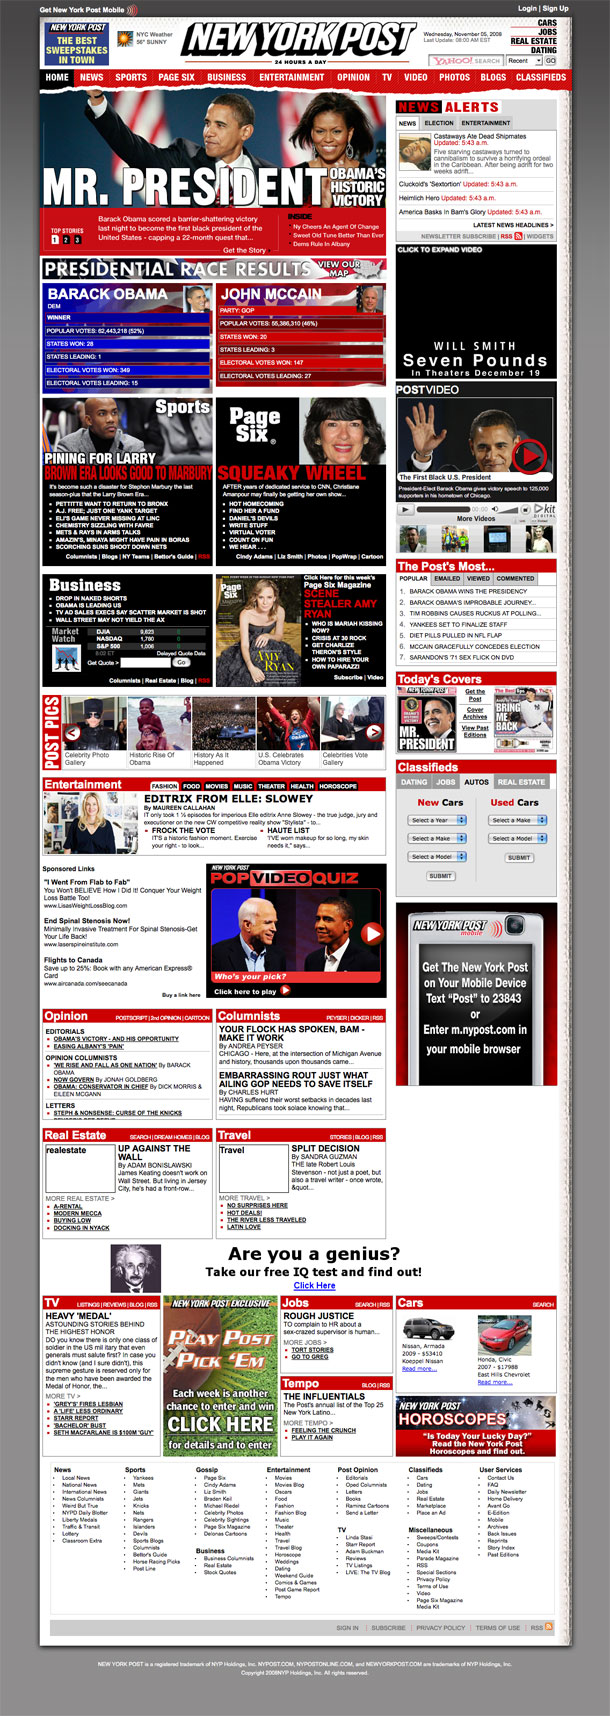 Get New York Post Mobile
Login | Sign Up
NEW YORK POST
THE BEST
SWEEPSTAKES
IN TOWN
NYC Weather
56° SUNNY
NEW YORK POST
24 HOURS A DAY
Wednesday, November 05, 2008
Last Update: 08:00 AM EST
CARS
JOBS
REAL ESTATE
DATING
YAHOO! SEARCH
Recent
GO
HOME NEWS SPORTS PAGE SIX BUSINESS ENTERTAINMENT OPINION TV VIDEO PHOTOS BLOGS CLASSIFIEDS
MR. PRESIDENT
OBAMA'S
HISTORIC
VICTORY
TOP STORIES
1 2 3
Barack Obama scored a barrier-shattering victory
last night to become the first black president of the
United States - capping a 22-month quest that...
Get the Story
INSIDE
Ny Cheers An Agent Of Change
Sweet Old Tune Better Than Ever
Dems Rule In Albany
PRESIDENTIAL RACE RESULTS
VIEW OUR
MAP
BARACK OBAMA
DEM
WINNER
POPULAR VOTES: 62,443,218 (52%)
STATES WON: 28
STATES LEADING: 1
ELECTORAL VOTES WON: 349
ELECTORAL VOTES LEADING: 15
JOHN MCCAIN
PARTY: GOP
POPULAR VOTES: 55,386,310 (46%)
STATES WON: 20
STATES LEADING: 3
ELECTORAL VOTES WON: 147
ELECTORAL VOTES LEADING: 27
Sports
PINING FOR LARRY
BROWN ERA LOOKS GOOD TO MARBURY
It's become such a disaster for Stephon Marbury the last
season-plus that the Larry Brown Era...
PETTITTE WANT TO RETURN TO BRONX
A.J. FREE; JUST ONE YANK TARGET
ELI'S GAME NEVER MISSING AT LINC
CHEMISTRY SIZZLING WITH FAVRE
METS & RAYS IN ARMS TALKS
AMAZIN'S, MINAYA MIGHT HAVE PAIN IN BORAS
SCORCHING SUNS SHOOT DOWN NETS
Columnists | Blogs | NY Teams | Bettor's Guide | RSS
Page
Six
SQUEAKY WHEEL
AFTER years of dedicated service to CNN, Christiane
Amanpour may finally be getting her own show...
HOT HOMECOMING
FIND HER A FUND
DANIEL'S DEVILS
WRITE STUFF
VIRTUAL VOTER
COUNT ON FUN
WE HEAR . . .
Cindy Adams | Liz Smith | Photos | PopWrap | Cartoon
Business
DROP IN NAKED SHORTS
OBAMA IS LEADING US
TV AD SALES EXECS SAY SCATTER MARKET IS SHOT
WALL STREET MAY NOT YIELD THE AX
Market
Watch
DJIA 9,623 0
NASDAQ 1,780 0
S&P 500 1,006
8:02 ET
Delayed Quote Data
Get Quote >
Go
Columnists | Real Estate | Blog | RSS
AMY
RYAN
Click Here for this week's
Page Six Magazine
SCENE
STEALER AMY
RYAN
WHO IS MARIAH KISSING
NOW?
CRISIS AT 30 ROCK
GET CHARLIZE
THERON'S STYLE
HOW TO HIRE YOUR
OWN PAPARAZZI
Subscribe | Video
POST PICS
Celebrity Photo
Gallery
Historic Rise Of
Obama
History As It
Happened
U.S. Celebrates
Obama Victory
Celebrities Vote
Gallery
Entertainment
FASHION FOOD MOVIES MUSIC THEATER HEALTH HOROSCOPE
EDITRIX FROM ELLE: SLOWEY
By MAUREEN CALLAHAN
IT only took 1 ½ episodes for imperious Elle editrix Anne Slowey - the true judge, jury and
executioner on the new CW competitive reality show "Stylista" - to...
FROCK THE VOTE
IT'S a historic fashion moment. Exercise
your right - to look...
HAUTE LIST
'I'VE worn makeup for so long, my skin
needs it," says...
Sponsored Links
"I Went From Flab to Fab"
You Won't BELIEVE How I Did It! Conquer Your Weight
Loss Battle Too!
www.LisasWeightLossBlog.com
End Spinal Stenosis Now!
Minimally Invasive Treatment For Spinal Stenosis-Get
Your Life Back!
www.laserspineinstitute.com
Flights to Canada
Save up to 25%: Book with any American Express®
Card
www.aircanada.com/seecanada
Buy a link here
NEW YORK POST
POP VIDEO QUIZ
Who's your pick?
Click here to play
Opinion
POSTSCRIPT | 2nd OPINION | CARTOON
EDITORIALS
OBAMA'S VICTORY - AND HIS OPPORTUNITY
EASING ALBANY'S 'PAIN'
OPINION COLUMNISTS
'WE RISE AND FALL AS ONE NATION' By BARACK
OBAMA
NOW GOVERN By JONAH GOLDBERG
OBAMA: CONSERVATOR IN CHIEF By DICK MORRIS &
EILEEN MCGANN
LETTERS
STEPH & NONSENSE: CURSE OF THE KNICKS
Columnists
PEYSER | DICKER | RSS
YOUR FLOCK HAS SPOKEN, BAM -
MAKE IT WORK
By ANDREA PEYSER
CHICAGO - Here, at the intersection of Michigan Avenue
and history, thousands upon thousands came...
EMBARRASSING ROUT JUST WHAT
AILING GOP NEEDS TO SAVE ITSELF
By CHARLES HURT
HAVING suffered their worst setbacks in decades last
night, Republicans took solace knowing that...
Real Estate
SEARCH | DREAM HOMES | BLOG
realestate
UP AGAINST THE
WALL
By ADAM BONISLAWSKI
James Keating doesn't work on
Wall Street. But living in Jersey
City, he's had a front-row...
MORE REAL ESTATE >
A-RENTAL
MODERN MECCA
BUYING LOW
DOCKING IN NYACK
Travel
STORIES | BLOG | RSS
Travel
SPLIT DECISION
By SANDRA GUZMAN
THE late Robert Louis
Stevenson - not just a poet, but
also a travel writer - once wrote,
&quot...
MORE TRAVEL >
NO SURPRISES HERE
HOT DEALS!
THE RIVER LESS TRAVELED
LATIN LOVE
Are you a genius?
Take our free IQ test and find out!
Click Here
TV
LISTINGS | REVIEWS | BLOG | RSS
HEAVY 'MEDAL'
ASTOUNDING STORIES BEHIND
THE HIGHEST HONOR
DO you know there is only one class of
soldier in the US military that even
generals must salute first? In case you
didn't know (and I sure didn't), this
supreme gesture is reserved only for
the men who have been awarded the
Medal of Honor, the...
MORE TV >
'GREY'S' FIRES LESBIAN
A 'LIFE' LESS ORDINARY
STARR REPORT
'BACHELOR' BUST
SETH MACFARLANE IS $100M 'GUY'
NEW YORK POST EXCLUSIVE
PLAY POST
PICK 'EM
Each week is another
chance to enter and win
CLICK HERE
for details and to enter
Jobs
SEARCH | RSS
ROUGH JUSTICE
TO complain to HR about a
sex-crazed supervisor is human...
MORE JOBS >
TORT STORIES
GO TO GREG
Tempo
BLOG | RSS
THE INFLUENTIALS
The Post's annual list of the Top 25
New York Latino...
MORE TEMPO >
FEELING THE CRUNCH
PLAY IT AGAIN
Cars
SEARCH
Nissan, Armada
2009 - $53410
Koeppel Nissan
Read more...
Honda, Civic
2007 - $17988
East Hills Chevrolet
Read more...
NEW YORK POST
HOROSCOPES
"Is Today Your Lucky Day?"
Read the New York Post
Horoscopes and find out.
NEWS ALERTS
NEWS ELECTION ENTERTAINMENT
Castaways Ate Dead Shipmates
Updated: 5:43 a.m.
Five starving castaways turned to
cannibalism to survive a horrifying ordeal
in the Caribbean. After being adrift for two
weeks adrift...
Cluckoid's 'Sextortion' Updated: 5:43 a.m.
Heimlich Hero Updated: 5:43 a.m.
America Basks In Bam's Glory Updated: 5:43 a.m.
LATEST NEWS HEADLINES >
NEWSLETTER SUBSCRIBE | RSS | WIDGETS
CLICK TO EXPAND VIDEO
WILL SMITH
Seven Pounds
In Theaters December 19
POSTVIDEO
The First Black U.S. President
President-Elect Barack Obama gives victory speech to 125,000
supporters in his hometown of Chicago.
00:00
kit
DIGITAL
More Videos
The Post's Most...
POPULAR EMAILED VIEWED COMMENTED
1. BARACK OBAMA WINS THE PRESIDENCY
2. BARACK OBAMA'S IMPROBABLE JOURNEY...
3. TIM ROBBINS CAUSES RUCKUS AT POLLING...
4. YANKEES SET TO FINALIZE STAFF
5. DIET PILLS PULLED IN NFL FLAP
6. MCCAIN GRACEFULLY CONCEDES ELECTION
7. SARANDON'S '71 SEX FLICK ON DVD
Today's Covers
MR.
PRESIDENT
Get the
Post
Cover
Archives
View Past
Editions
BRING
ME BACK
Classifieds
DATING JOBS AUTOS REAL ESTATE
New Cars
Select a Year
Select a Make
Select a Model
SUBMIT
Used Cars
Select a Make
Select a Model
SUBMIT
NEW YORK POST
mobile
Get The New York Post
on Your Mobile Device
Text "Post" to 23843
or
Enter m.nypost.com in
your mobile browser
News
Local News
National News
International News
News Columnists
Weird But True
NYPD Daily Blotter
Liberty Medals
Traffic & Transit
Lottery
Classroom Extra
Sports
Yankees
Mets
Giants
Jets
Knicks
Nets
Rangers
Islanders
Devils
Sports Blogs
Columnists
Bettor's Guide
Horse Racing Picks
Post Line
Gossip
Page Six
Cindy Adams
Liz Smith
Braden Keil
Michael Riedel
Celebrity Photos
Celebrity Sightings
Page Six Magazine
Delonas Cartoons
Business
Business Columnists
Real Estate
Stock Quotes
Entertainment
Movies
Movies Blog
Oscars
Food
Fashion
Fashion Blog
Music
Theater
Health
Travel
Travel Blog
Horoscope
Weddings
Dating
Weekend Guide
Comics & Games
Post Game Report
Tempo
Post Opinion
Editorials
Oped Columnists
Letters
Books
Ramirez Cartoons
Send a Letter
TV
Linda Stasi
Starr Report
Adam Buckman
Reviews
TV Listings
LIVE: The TV Blog
Classifieds
Cars
Dating
Jobs
Real Estate
Marketplace
Place an Ad
Miscellaneous
Sweeps/Contests
Coupons
Media Kit
Parade Magazine
RSS
Special Sections
Privacy Policy
Terms of Use
Video
Page Six Magazine
Media Kit
User Services
Contact Us
FAQ
Daily Newsletter
Home Delivery
Avant Go
E-Edition
Mobile
Archives
Back Issues
Reprints
Story Index
Past Editions
SIGN IN | SUBSCRIBE | PRIVACY POLICY | TERMS OF USE | RSS
NEW YORK POST is a registered trademark of NYP Holdings, Inc. NYPOST.COM, NYPOSTONLINE.COM, and NEWYORKPOST.COM are trademarks of NYP Holdings, Inc.
Copyright 2008NYP Holdings, Inc. All rights reserved.